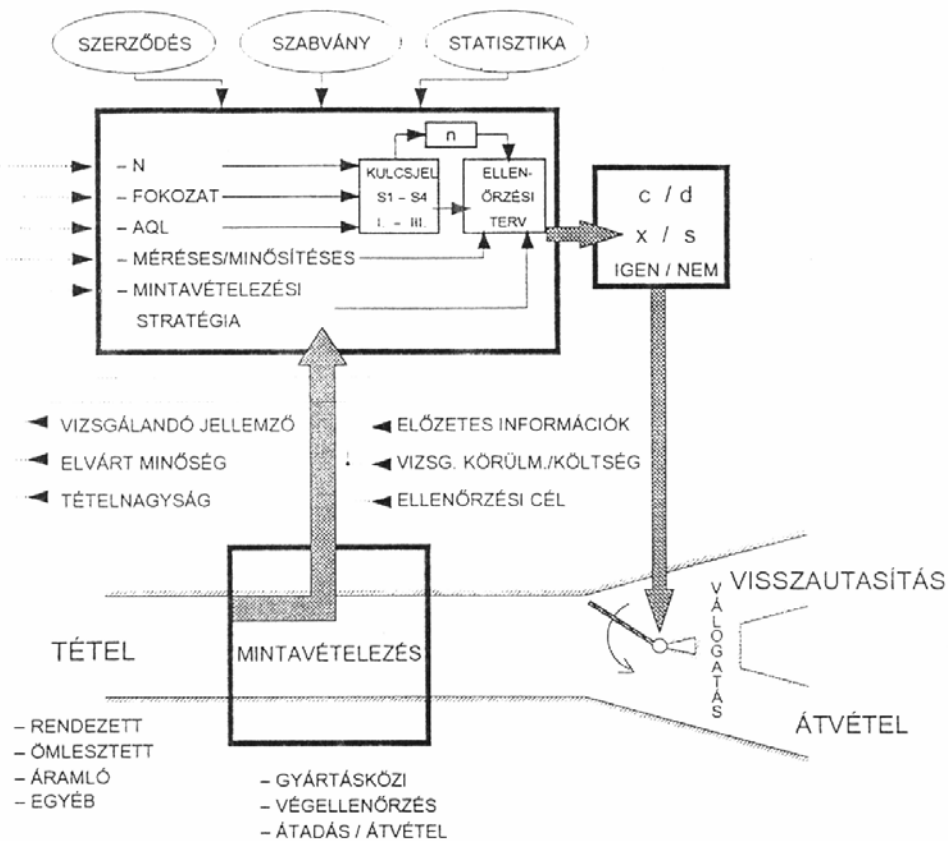 SZERZŐDÉS
SZABVÁNY
STATISZTIKA
n
– N
– FOKOZAT
– AQL
– MÉRÉSES/MINŐSÍTÉSES
– MINTAVÉTELEZÉSI
STRATÉGIA
KULCSJEL
S1 – S4
I. – III.
ELLEN-
ŐRZÉSI
TERV
c / d
x / s
IGEN / NEM
VIZSGÁLANDÓ JELLEMZŐ
ELVÁRT MINŐSÉG
TÉTELNAGYSÁG
ELŐZETES INFORMÁCIÓK
VIZSG. KÖRÜLM./KÖLTSÉG
ELLENŐRZÉSI CÉL
TÉTEL
MINTAVÉTELEZÉS
VISSZAUTASÍTÁS
VÁLOGATÁS
ÁTVÉTEL
– RENDEZETT
– ÖMLESZTETT
– ÁRAMLÓ
– EGYÉB
– GYÁRTÁSKÖZI
– VÉGELLENŐRZÉS
– ÁTADÁS / ÁTVÉTEL